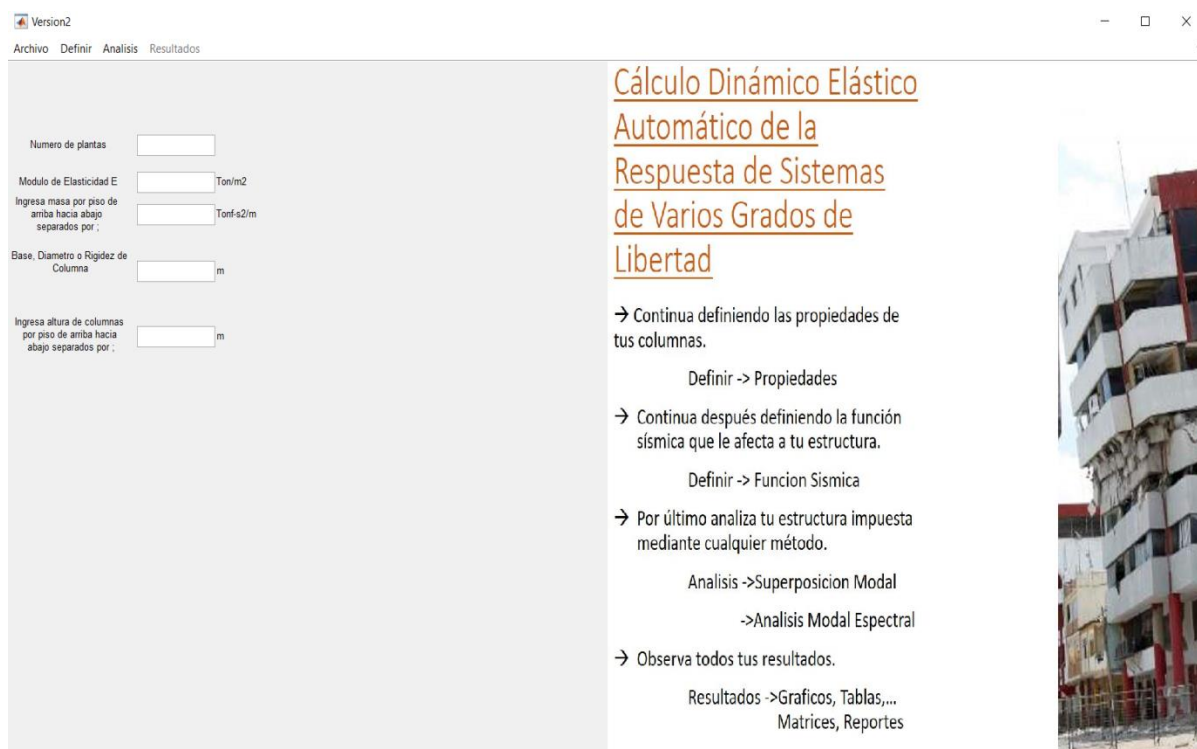 Version2
Archivo Definir Analisis Resultados
Numero de plantas
Modulo de Elasticidad E
Ton/m2
Ingresa masa por piso de
arriba hacia abajo
separados por ;
Tonf-s2/m
Base, Diametro o Rigidez de
Columna
m
Ingresa altura de columnas
por piso de arriba hacia
abajo separados por ;
m
Cálculo Dinámico Elástico
Automático de la
Respuesta de Sistemas
de Varios Grados de
Libertad
→ Continua definiendo las propiedades de
tus columnas.
Definir -> Propiedades
→ Continua después definiendo la función
sísmica que le afecta a tu estructura.
Definir -> Funcion Sismica
→ Por último analiza tu estructura impuesta
mediante cualquier método.
Analisis ->Superposicion Modal
->Analisis Modal Espectral
→ Observa todos tus resultados.
Resultados ->Graficos, Tablas,...
Matrices, Reportes